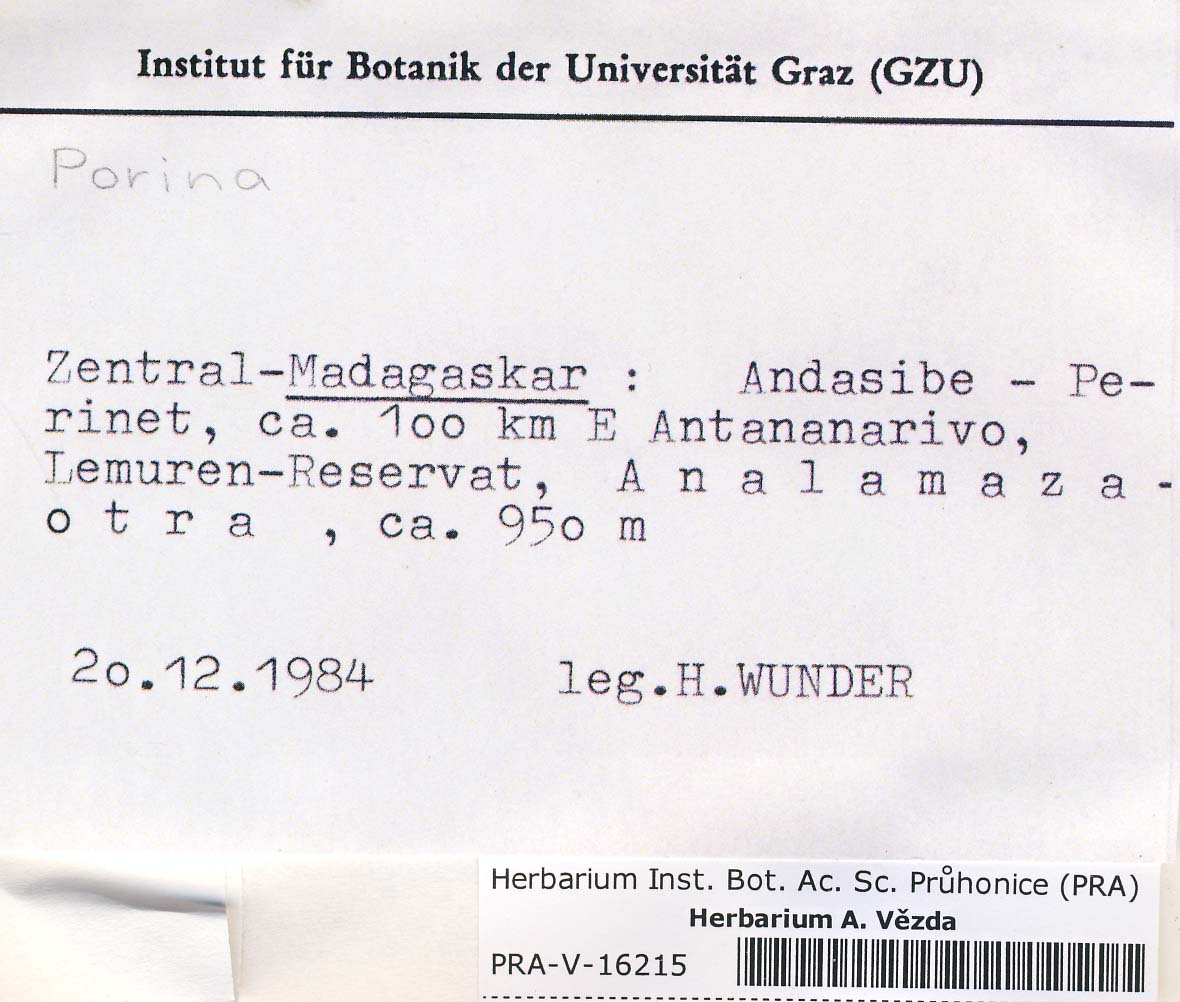 Institut für Botanik der Universität Graz (GZU)
Porina
Zentral-Madagaskar : Andasibe - Pe-
rinet, ca. 1oo km E Antananarivo,
Lemuren-Reservat, A n a l a m a z a -
o t r a , ca. 95o m
2o.12.1984 leg.H.WUNDER
Herbarium Inst. Bot. Ac. Sc. Průhonice (PRA)
Herbarium A. Vězda
PRA-V-16215